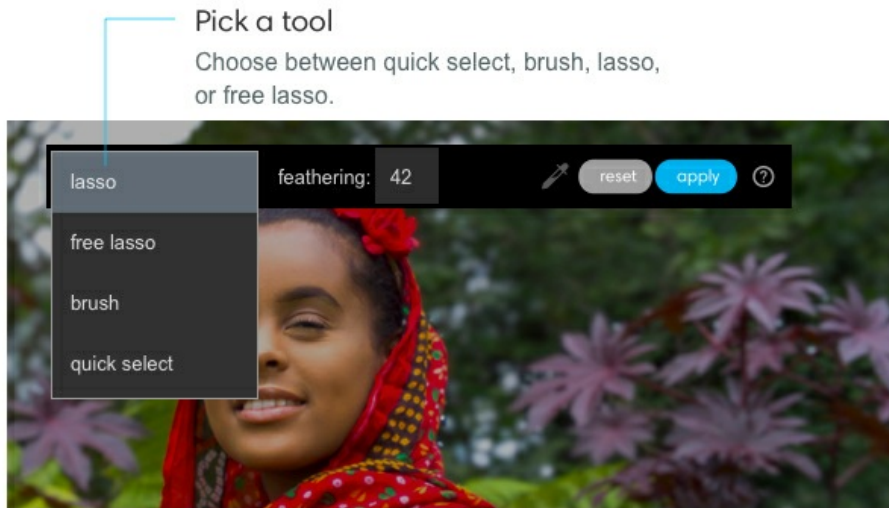 Pick a tool
Choose between quick select, brush, lasso,
or free lasso.
lasso feathering: 42 reset apply ?
free lasso
brush
quick select